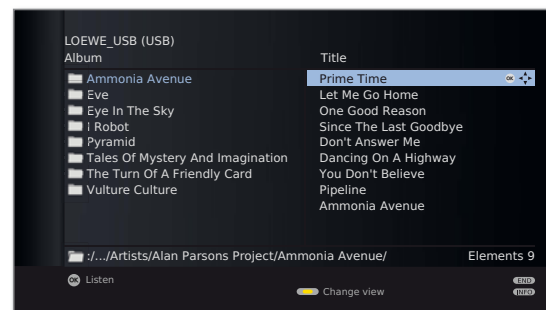 LOEWE_USB (USB)
Album
Title
Ammonia Avenue
Eve
Eye In The Sky
I Robot
Pyramid
Tales Of Mystery And Imagination
The Turn Of A Friendly Card
Vulture Culture
Prime Time OK
Let Me Go Home
One Good Reason
Since The Last Goodbye
Don't Answer Me
Dancing On A Highway
You Don't Believe
Pipeline
Ammonia Avenue
:/.../Artists/Alan Parsons Project/Ammonia Avenue/ Elements 9
OK Listen
END
Change view
INFO